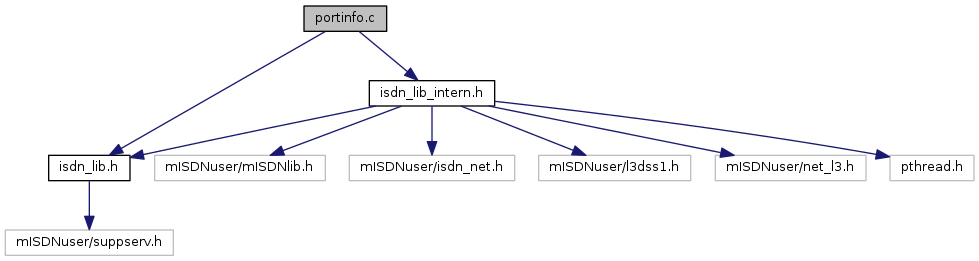 portinfo.c
isdn_lib_intern.h
isdn_lib.h
mISDNuser/mISDNlib.h
mISDNuser/isdn_net.h
mISDNuser/l3dss1.h
mISDNuser/net_l3.h
pthread.h
mISDNuser/suppserv.h